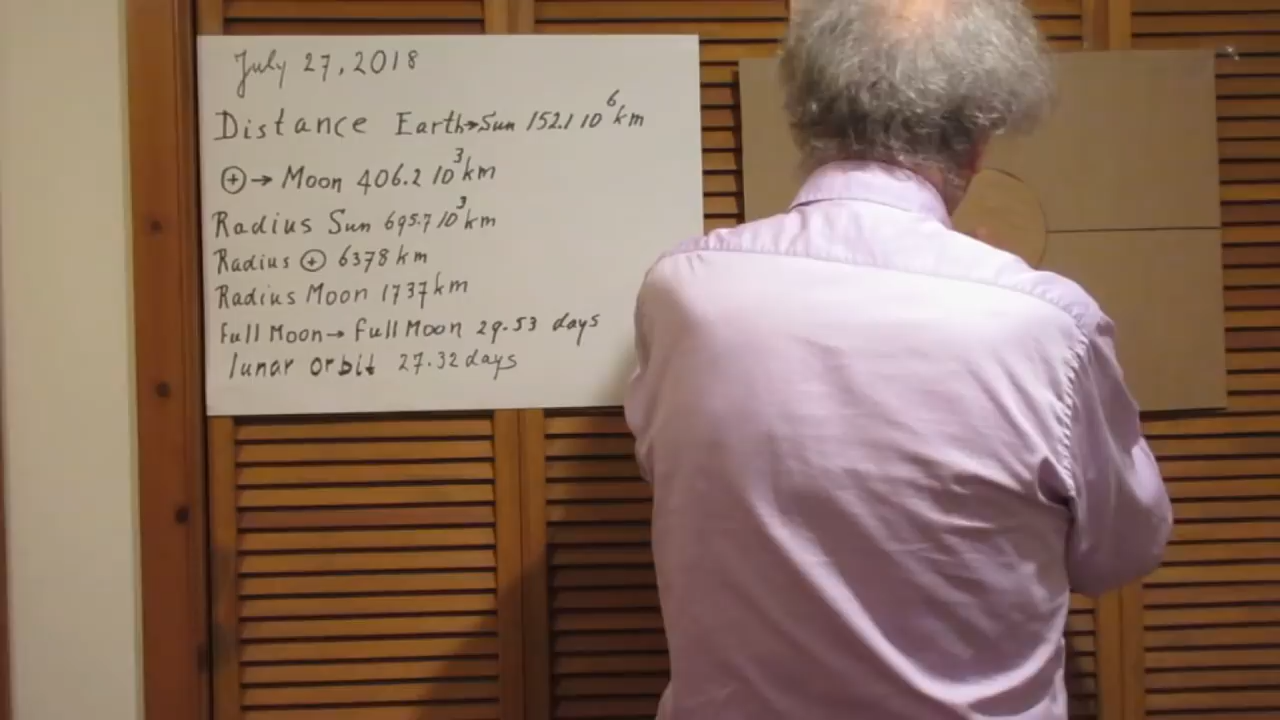 July 27, 2018
Distance Earth→Sun 152.1 10⁶ km
⊕→ Moon 406.2 10³ km
Radius Sun 695.7 10³ km
Radius ⊕ 6378 km
Radius Moon 1737 km
full Moon→ full Moon 29.53 days
lunar orbit 27.32 days